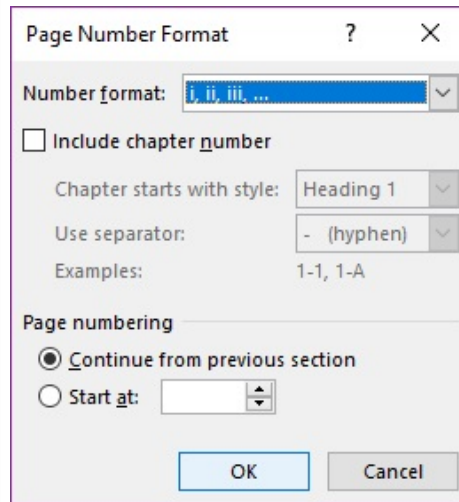 Page Number Format ?
Number format: i, ii, iii, ...
Include chapter number
Chapter starts with style: Heading 1
Use separator: - (hyphen)
Examples: 1-1, 1-A
Page numbering
Continue from previous section
Start at:
OK Cancel